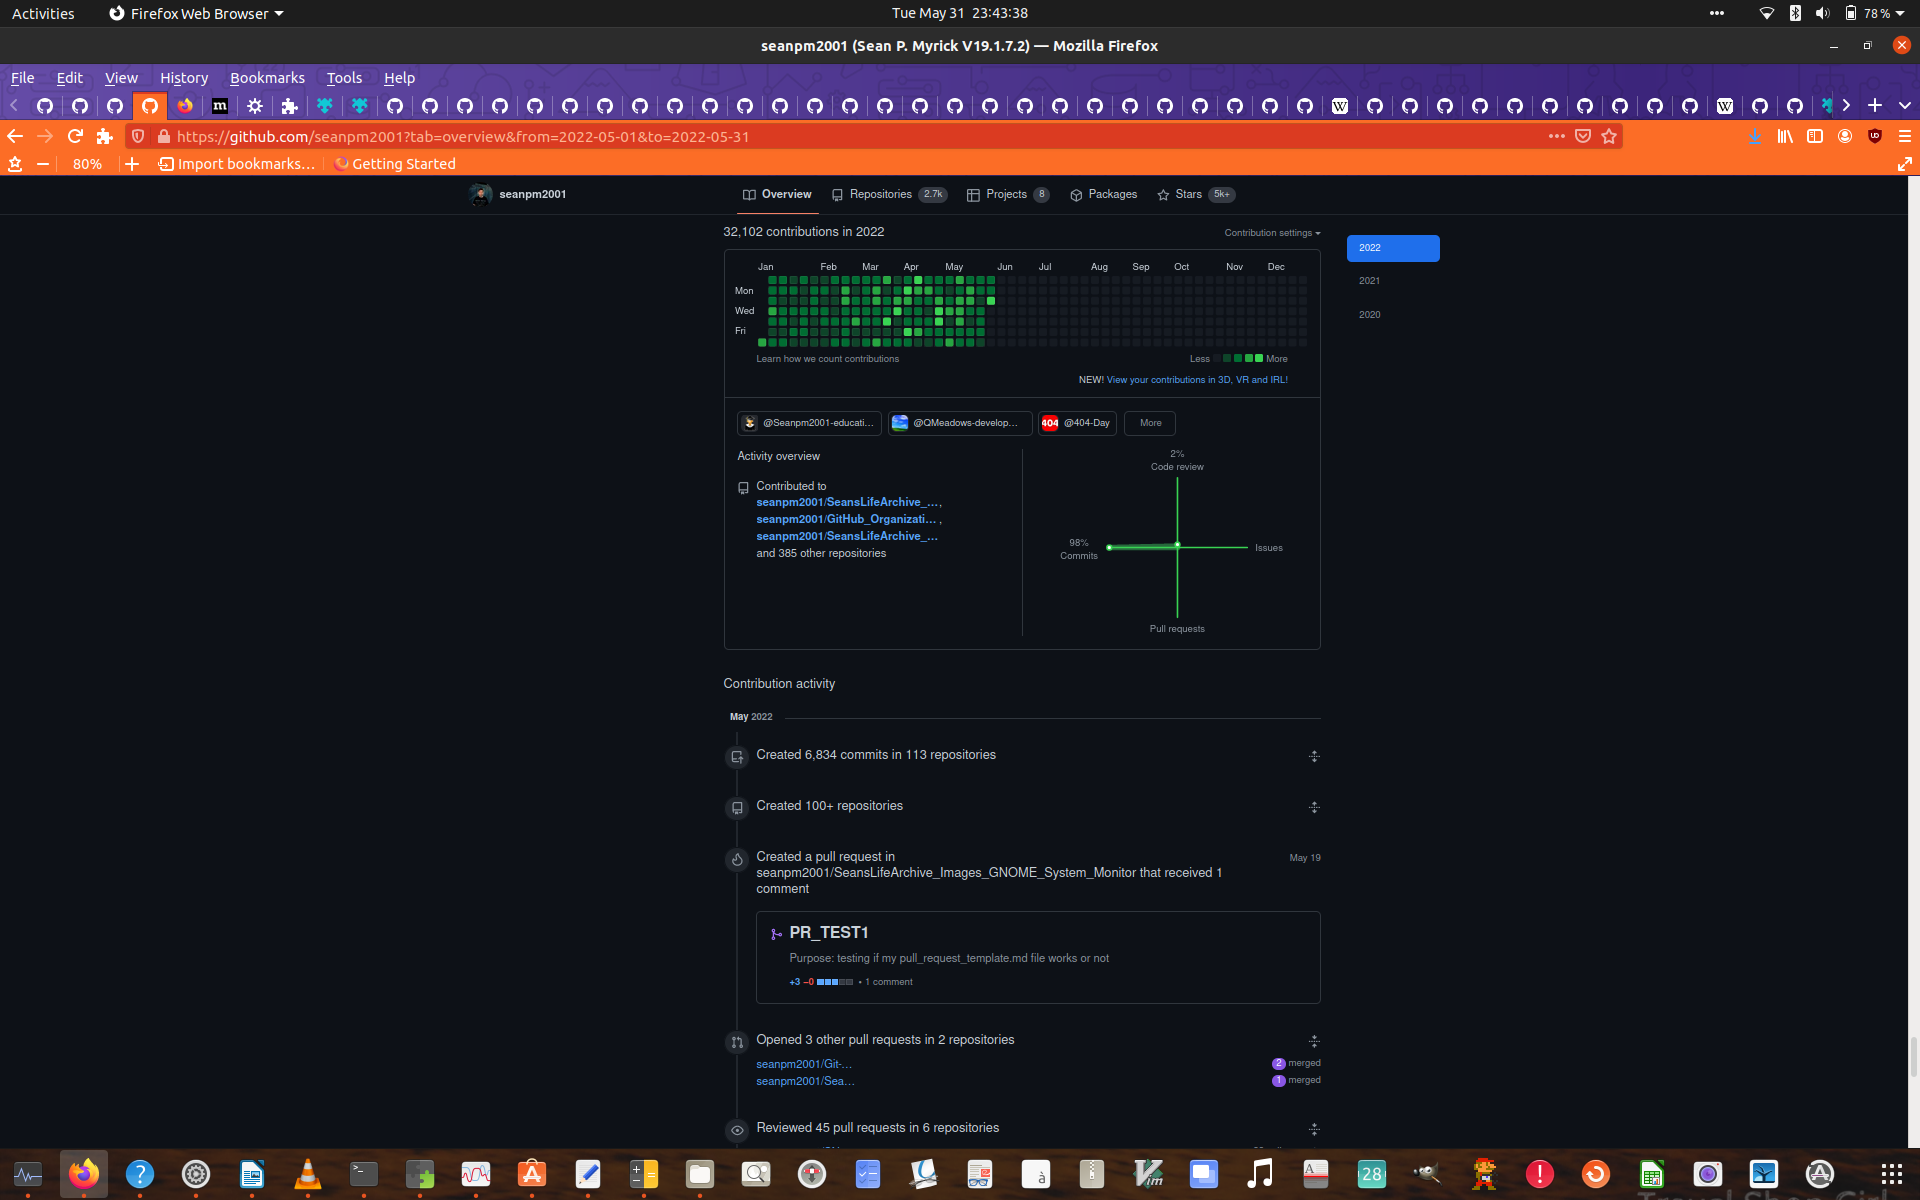 Activities
Firefox Web Browser
Tue May 31 23:43:38
78 %
seanpm2001 (Sean P. Myrick V19.1.7.2) — Mozilla Firefox
File Edit View History Bookmarks Tools Help
https://github.com/seanpm2001?tab=overview&from=2022-05-01&to=2022-05-31
80%
Import bookmarks...
Getting Started
seanpm2001
Overview
Repositories 2.7k
Projects 8
Packages
Stars 5k+
32,102 contributions in 2022
Contribution settings
2022
2021
2020
Jan Feb Mar Apr May Jun Jul Aug Sep Oct Nov Dec
Mon
Wed
Fri
Learn how we count contributions
Less More
NEW! View your contributions in 3D, VR and IRL!
@Seanpm2001-educati...
@QMeadows-develop...
404 @404-Day
More
Activity overview
Contributed to
seanpm2001/SeansLifeArchive_...,
seanpm2001/GitHub_Organizati... ,
seanpm2001/SeansLifeArchive_...
and 385 other repositories
2%
Code review
98%
Commits
Issues
Pull requests
Contribution activity
May 2022
Created 6,834 commits in 113 repositories
Created 100+ repositories
Created a pull request in
seanpm2001/SeansLifeArchive_Images_GNOME_System_Monitor that received 1
comment
May 19
PR_TEST1
Purpose: testing if my pull_request_template.md file works or not
+3 −0 • 1 comment
Opened 3 other pull requests in 2 repositories
seanpm2001/Git-...
2 merged
seanpm2001/Sea...
1 merged
Reviewed 45 pull requests in 6 repositories
28